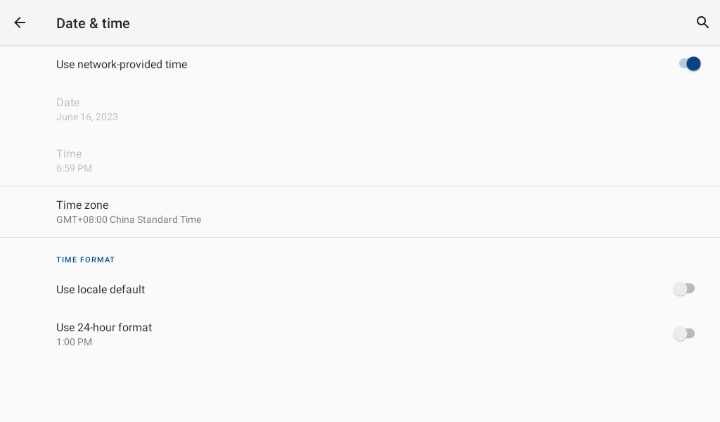 Date & time
Use network-provided time
Date
June 16, 2023
Time
6:59 PM
Time zone
GMT+08:00 China Standard Time
TIME FORMAT
Use locale default
Use 24-hour format
1:00 PM